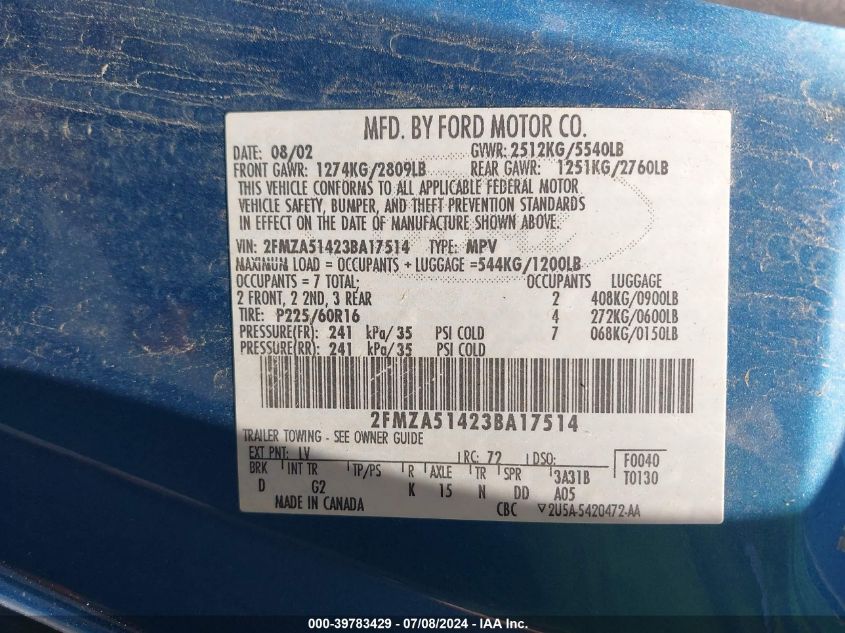 MFD. BY FORD MOTOR CO.
DATE: 08/02 GVWR: 2512KG/5540LB
FRONT GAWR: 1274KG/2809LB REAR GAWR: 1251KG/2760LB
THIS VEHICLE CONFORMS TO ALL APPLICABLE FEDERAL MOTOR
VEHICLE SAFETY, BUMPER, AND THEFT PREVENTION STANDARDS
IN EFFECT ON THE DATE OF MANUFACTURE SHOWN ABOVE.
VIN: 2FMZA51423BA17514 TYPE: MPV
MAXIMUM LOAD = OCCUPANTS + LUGGAGE =544KG/1200LB
OCCUPANTS = 7 TOTAL; OCCUPANTS LUGGAGE
2 FRONT, 2 2ND, 3 REAR 2 408KG/0900LB
TIRE: P225/60R16 4 272KG/0600LB
PRESSURE(FR): 241 kPa/35 PSI COLD 7 068KG/0150LB
PRESSURE(RR): 241 kPa/35 PSI COLD
2FMZA51423BA17514
TRAILER TOWING - SEE OWNER GUIDE
EXT PNT: LV RC: 72 DSO: F0040
BRK INT TR TP/PS R AXLE TR SPR 3A31B T0130
D G2 K 15 N DD A05
MADE IN CANADA CBC ▽2U5A-5420472-AA
000-39783429 - 07/08/2024 - IAA Inc.